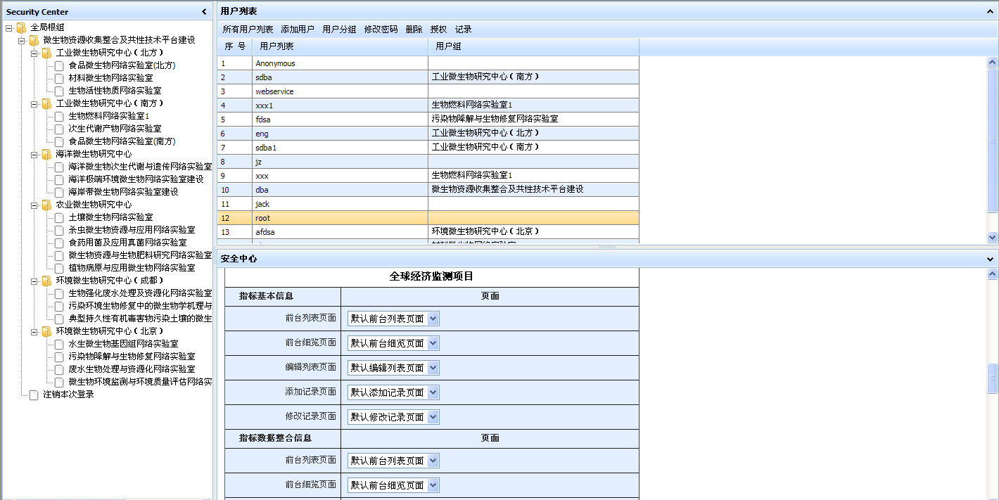 Security Center
全局根组
微生物资源收集整合及共性技术平台建设
工业微生物研究中心（北方）
食品微生物网络实验室(北方)
材料微生物网络实验室
生物活性物质网络实验室
工业微生物研究中心（南方）
生物燃料网络实验室1
次生代谢产物网络实验室
食品微生物网络实验室(南方)
海洋微生物研究中心
海洋微生物次生代谢与遗传网络实验室
海洋极端环境微生物网络实验室建设
海岸带微生物网络实验室建设
农业微生物研究中心
土壤微生物网络实验室
杀虫微生物资源与应用网络实验室
食药用菌及应用真菌网络实验室
微生物资源与生物肥料研究网络实验室
植物病原与应用微生物网络实验室
环境微生物研究中心（成都）
生物强化废水处理及资源化网络实验室
污染环境生物修复中的微生物学机理与
典型持久性有机毒害物污染土壤的微生
环境微生物研究中心（北京）
水生微生物基因组网络实验室
污染物降解与生物修复网络实验室
废水生物处理与资源化网络实验室
微生物环境监测与环境质量评估网络实
注销本次登录
用户列表
所有用户列表 添加用户 用户分组 修改密码 删除 授权 记录
序 号 用户列表 用户组
1 Anonymous
2 sdba 工业微生物研究中心（南方）
3 webservice
4 xxx1 生物燃料网络实验室1
5 fdsa 污染物降解与生物修复网络实验室
6 eng 工业微生物研究中心（北方）
7 sdba1 工业微生物研究中心（南方）
8 jz
9 xxx 生物燃料网络实验室1
10 dba 微生物资源收集整合及共性技术平台建设
11 jack
12 root
13 afdsa 环境微生物研究中心（北京）
安全中心
全球经济监测项目
指标基本信息 页面
前台列表页面 默认前台列表页面
前台细览页面 默认前台细览页面
编辑列表页面 默认编辑列表页面
添加记录页面 默认添加记录页面
修改记录页面 默认修改记录页面
指标数据整合信息 页面
前台列表页面 默认前台列表页面
前台细览页面 默认前台细览页面